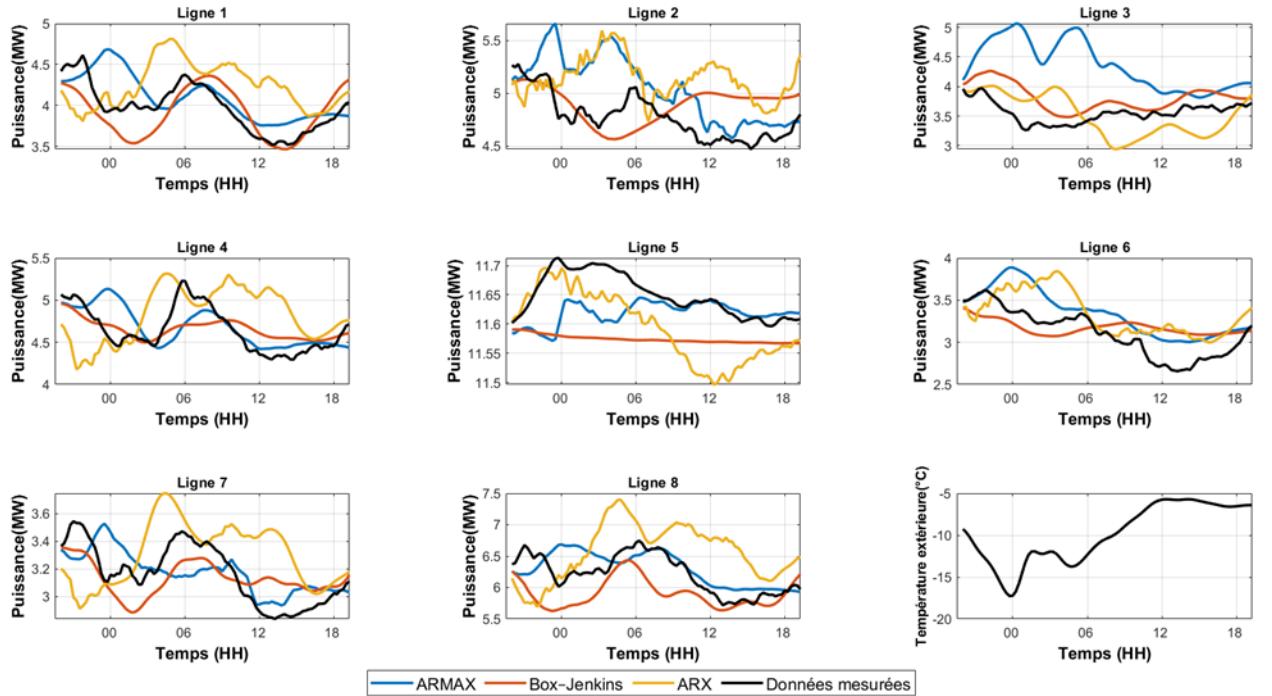 Ligne 1
Puissance(MW)
5
4.5
4
3.5
00
06
12
18
Temps (HH)
Ligne 2
Puissance(MW)
5.5
5
4.5
00
06
12
18
Temps (HH)
Ligne 3
Puissance(MW)
5
4.5
4
3.5
3
00
06
12
18
Temps (HH)
Ligne 4
Puissance(MW)
5.5
5
4.5
4
00
06
12
18
Temps (HH)
Ligne 5
Puissance(MW)
11.7
11.65
11.6
11.55
11.5
00
06
12
18
Temps (HH)
Ligne 6
Puissance(MW)
4
3.5
3
2.5
00
06
12
18
Temps (HH)
Ligne 7
Puissance(MW)
3.6
3.4
3.2
3
00
06
12
18
Temps (HH)
Ligne 8
Puissance(MW)
7.5
7
6.5
6
5.5
00
06
12
18
Temps (HH)
Température extérieure(°C)
-5
-10
-15
-20
00
06
12
18
Temps (HH)
ARMAX Box-Jenkins ARX Données mesurées